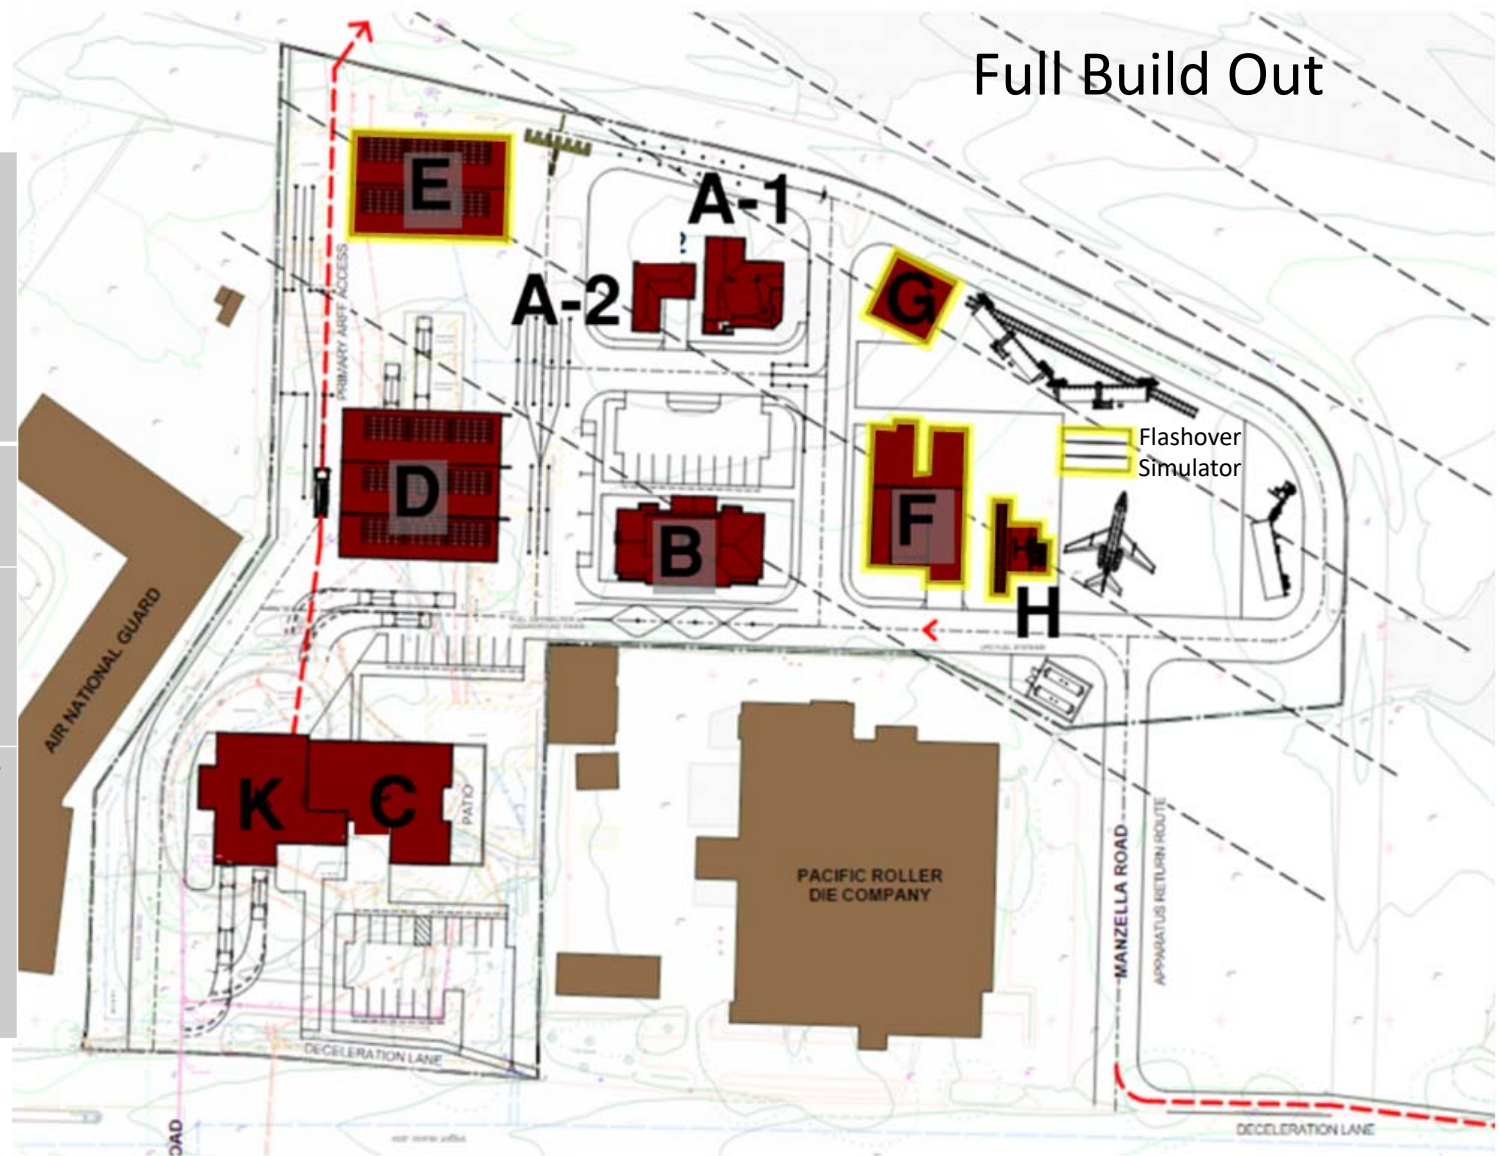 Full Build Out
E
A-1
A-2
G
PRIMARY ARFF ACCESS
Flashover
Simulator
D
F
B
H
AIR NATIONAL GUARD
K
C
PATIO
PACIFIC ROLLER
DIE COMPANY
MANZELLA ROAD
APPARATUS RETURN ROUTE
DECELERATION LANE
DECELERATION LANE
OAD